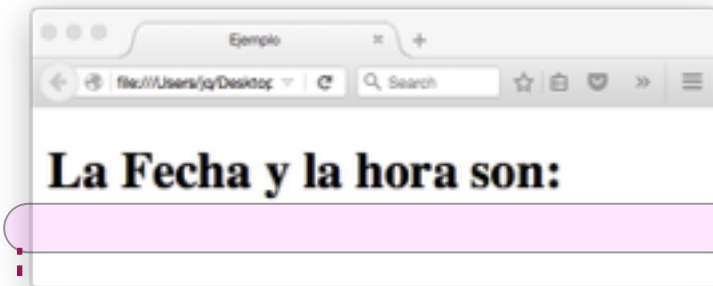 Ejemplo
file:///Users/jq/Desktop Search
La Fecha y la hora son: